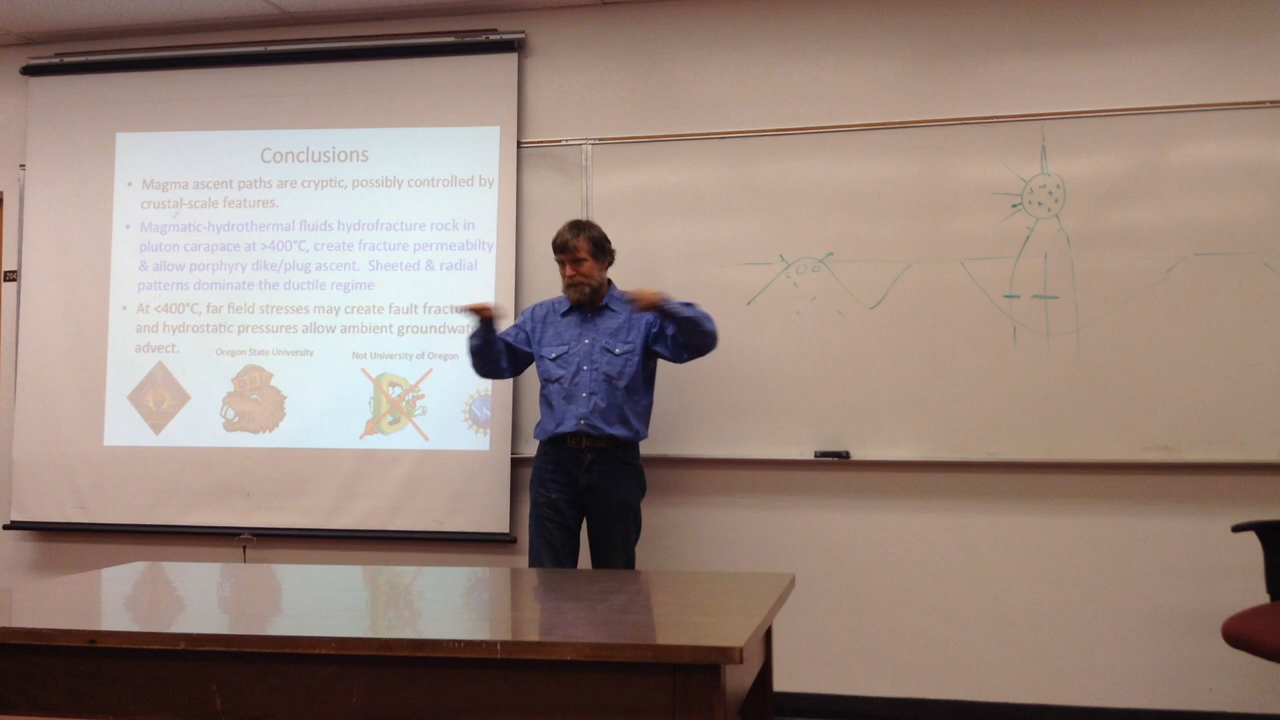 Conclusions
• Magma ascent paths are cryptic, possibly controlled by
crustal-scale features.
• Magmatic-hydrothermal fluids hydrofracture rock in
pluton carapace at >400°C, create fracture permeabilty
& allow porphyry dike/plug ascent. Sheeted & radial
patterns dominate the ductile regime
• At <400°C, far field stresses may create fault
and hydrostatic pressures allow ambient
advect.
Oregon State University
Not University of Oregon
204